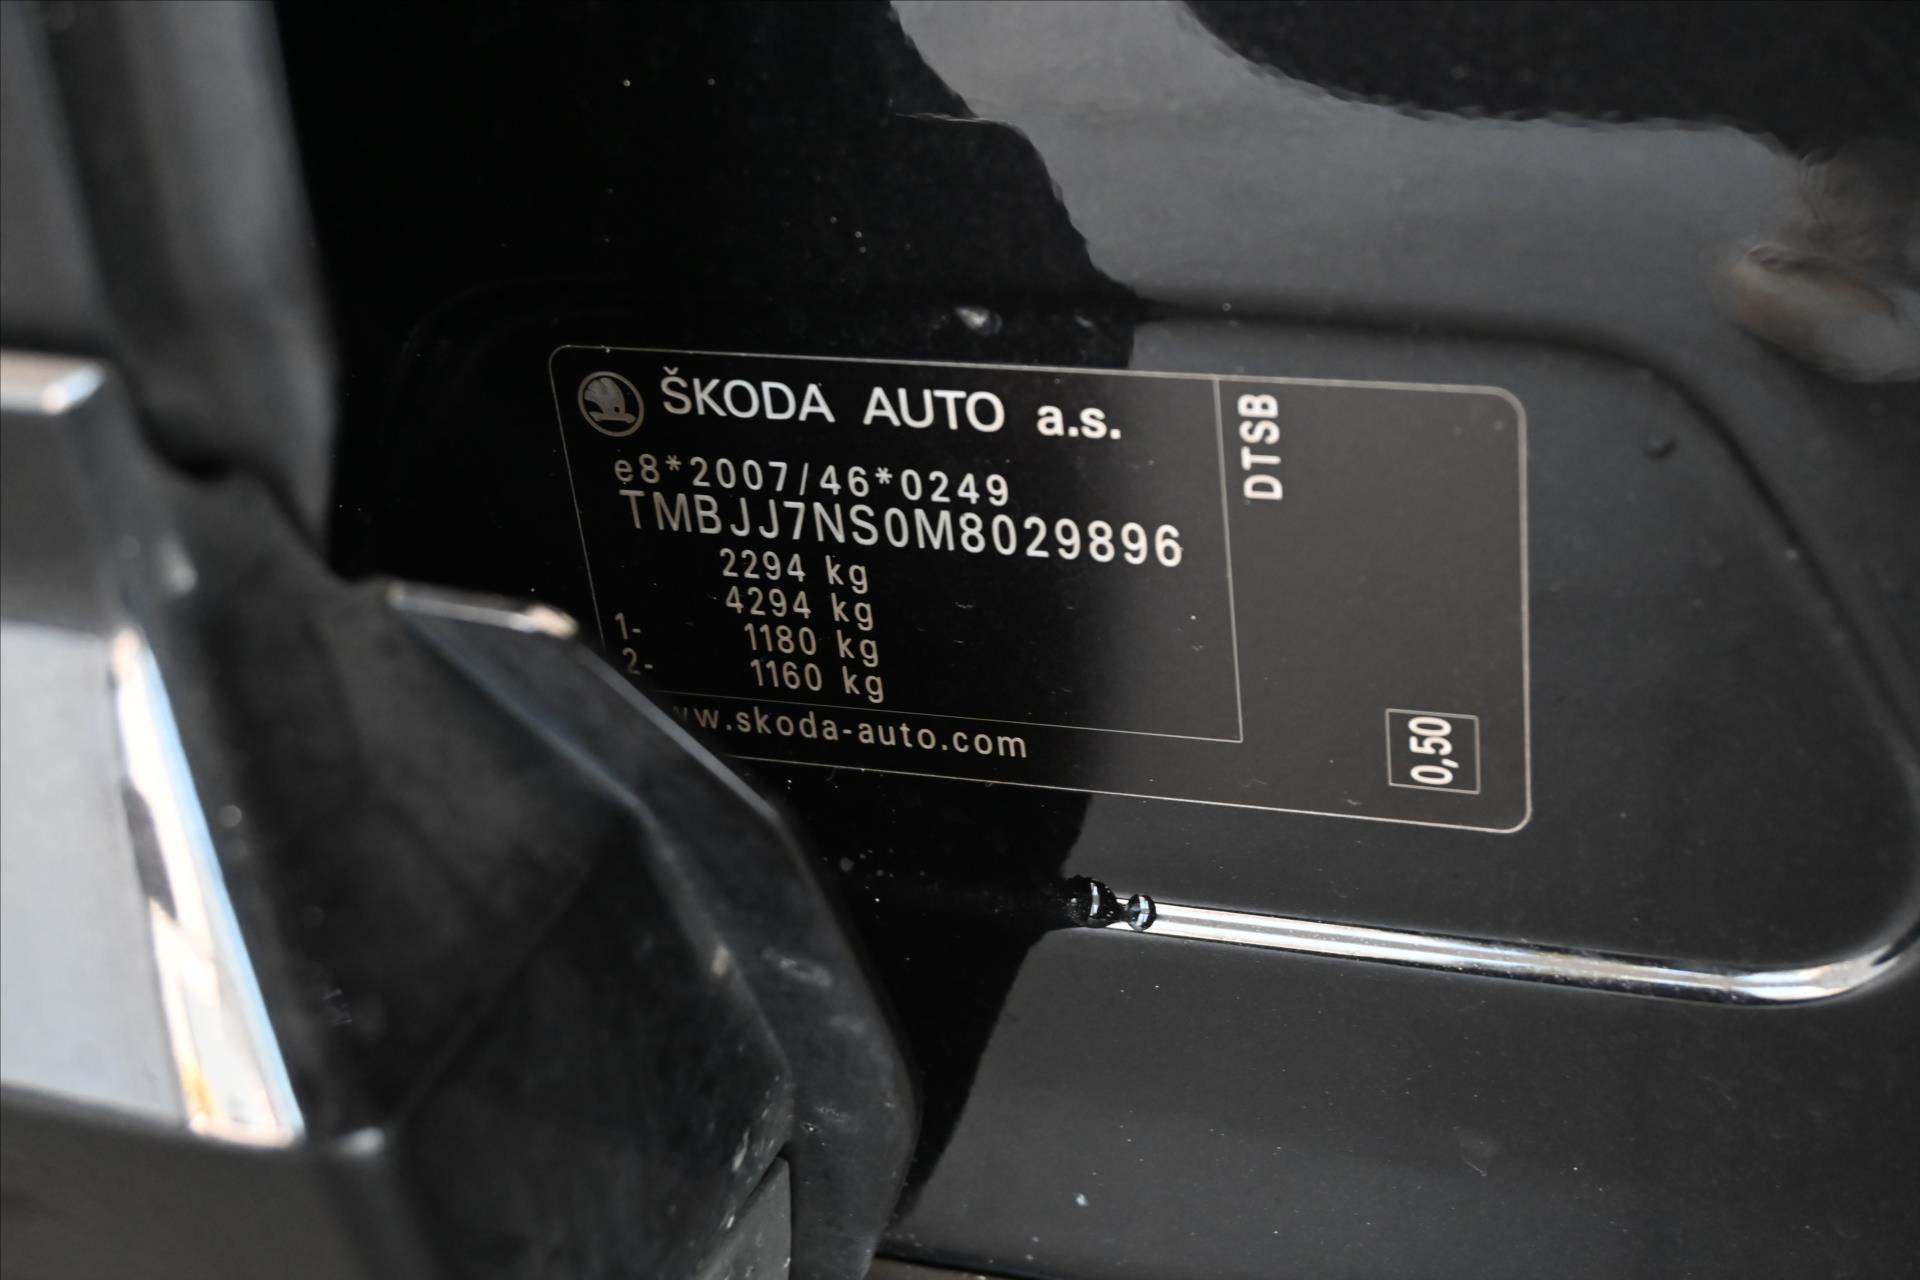 ŠKODA AUTO a.s.
e8*2007/46*0249
TMBJJ7NS0M8029896
2294 kg
4294 kg
1- 1180 kg
2- 1160 kg
w.skoda-auto.com
DTSB
0,50